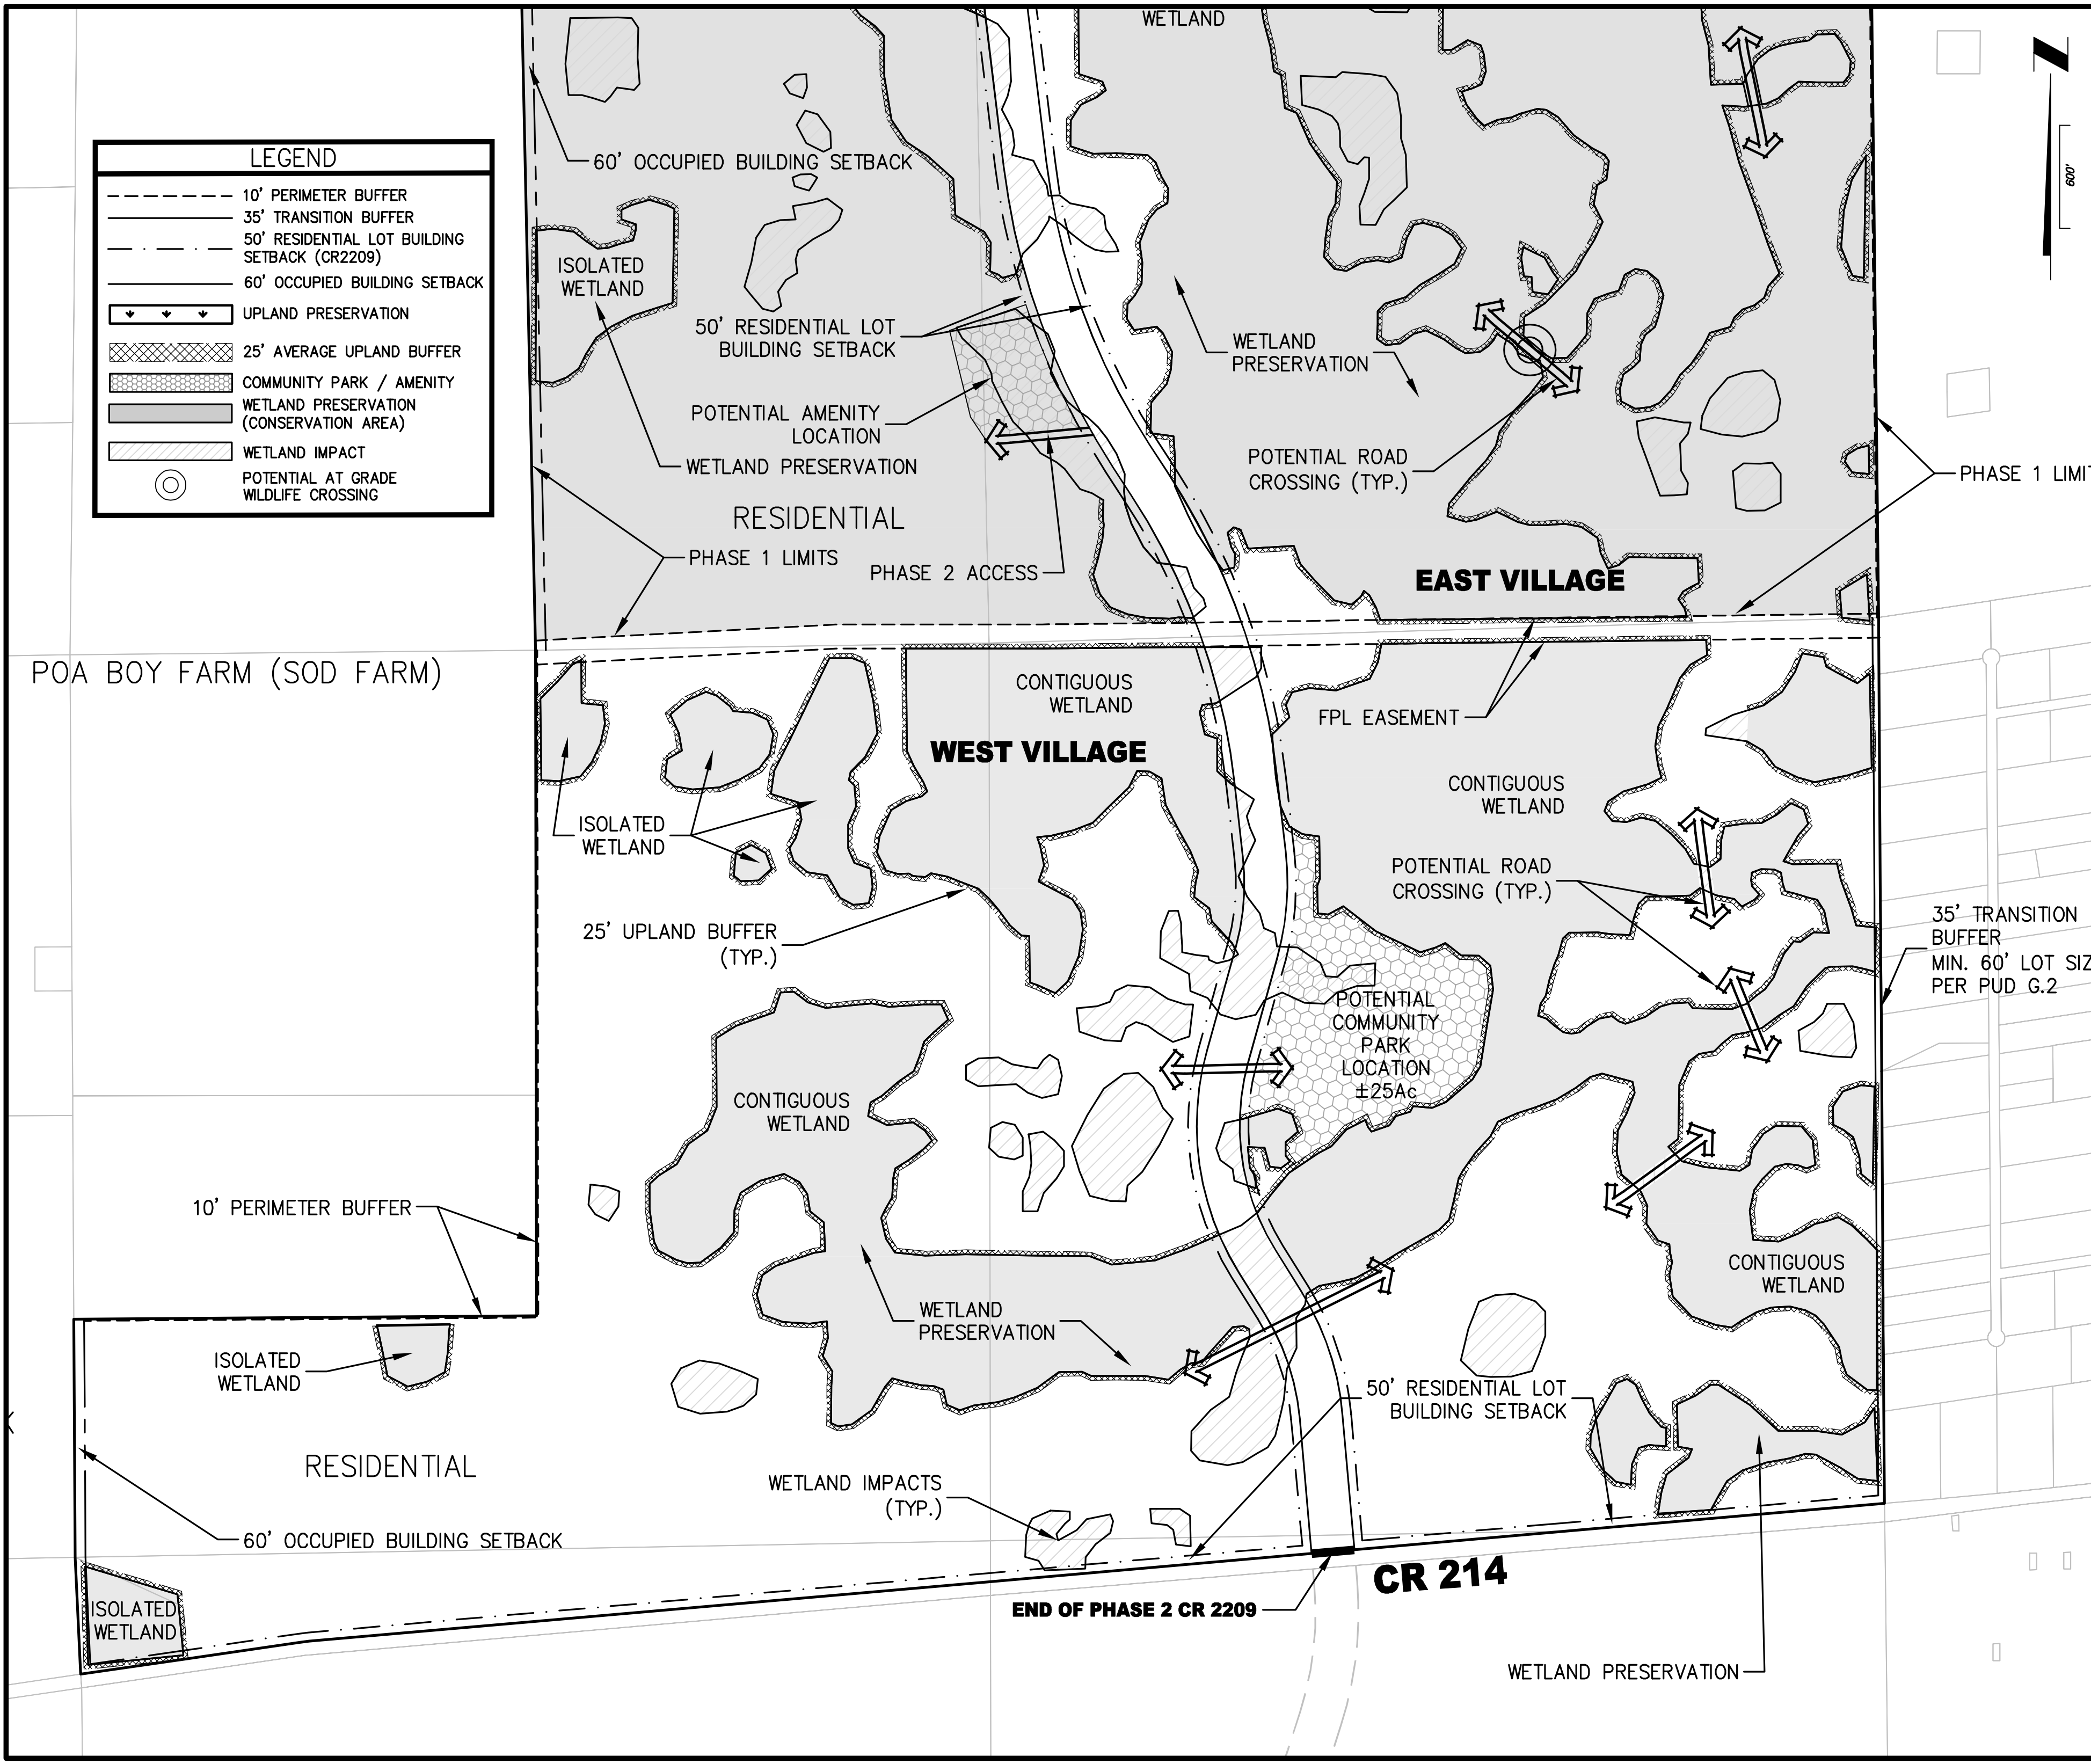 WETLAND
N
600'
LEGEND
10' PERIMETER BUFFER
35' TRANSITION BUFFER
50' RESIDENTIAL LOT BUILDING
SETBACK (CR2209)
60' OCCUPIED BUILDING SETBACK
UPLAND PRESERVATION
25' AVERAGE UPLAND BUFFER
COMMUNITY PARK / AMENITY
WETLAND PRESERVATION
(CONSERVATION AREA)
WETLAND IMPACT
POTENTIAL AT GRADE
WILDLIFE CROSSING
60' OCCUPIED BUILDING SETBACK
ISOLATED
WETLAND
50' RESIDENTIAL LOT
BUILDING SETBACK
WETLAND
PRESERVATION
POTENTIAL AMENITY
LOCATION
WETLAND PRESERVATION
POTENTIAL ROAD
CROSSING (TYP.)
PHASE 1 LIMI
RESIDENTIAL
PHASE 1 LIMITS
PHASE 2 ACCESS
EAST VILLAGE
POA BOY FARM (SOD FARM)
CONTIGUOUS
WETLAND
FPL EASEMENT
WEST VILLAGE
CONTIGUOUS
WETLAND
ISOLATED
WETLAND
POTENTIAL ROAD
CROSSING (TYP.)
25' UPLAND BUFFER
(TYP.)
35' TRANSITION
BUFFER
MIN. 60' LOT SIZ
PER PUD G.2
POTENTIAL
COMMUNITY
PARK
LOCATION
±25Ac
CONTIGUOUS
WETLAND
10' PERIMETER BUFFER
CONTIGUOUS
WETLAND
WETLAND
PRESERVATION
ISOLATED
WETLAND
50' RESIDENTIAL LOT
BUILDING SETBACK
RESIDENTIAL
WETLAND IMPACTS
(TYP.)
60' OCCUPIED BUILDING SETBACK
CR 214
END OF PHASE 2 CR 2209
ISOLATED
WETLAND
WETLAND PRESERVATION